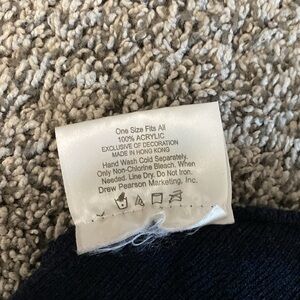 One Size Fits All
100% ACRYLIC
EXCLUSIVE OF DECORATION
MADE IN HONG KONG
Hand Wash Cold Separately.
Only Non-Chlorine Bleach. When
Needed. Line Dry. Do Not Iron.
Drew Pearson Marketing, Inc.